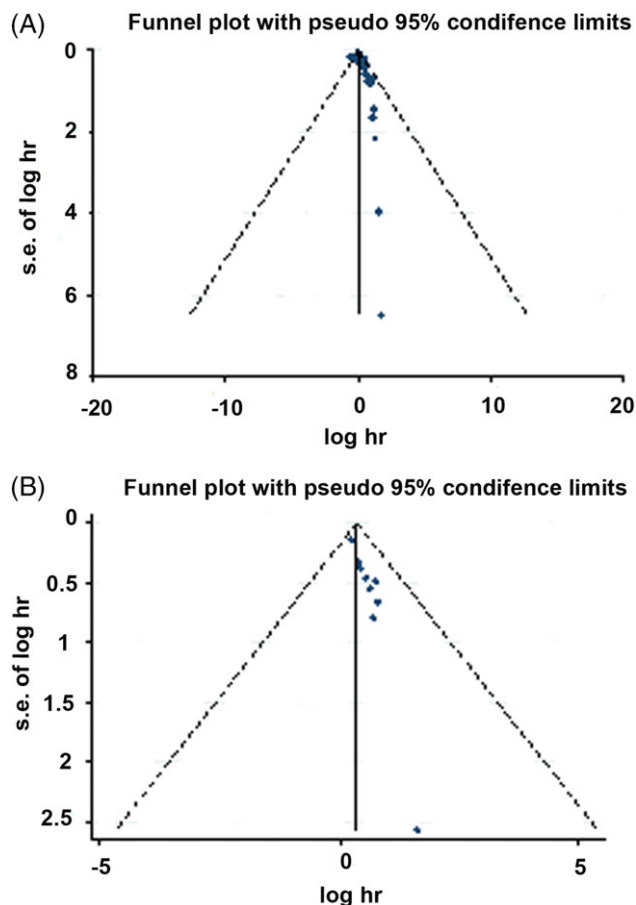 (A) Funnel plot with pseudo 95% condifence limits
0
2
4
6
8
s.e. of log hr
-20 -10 0 10 20
log hr
(B) Funnel plot with pseudo 95% condifence limits
0
0.5
1
1.5
2
2.5
s.e. of log hr
-5 0 5
log hr